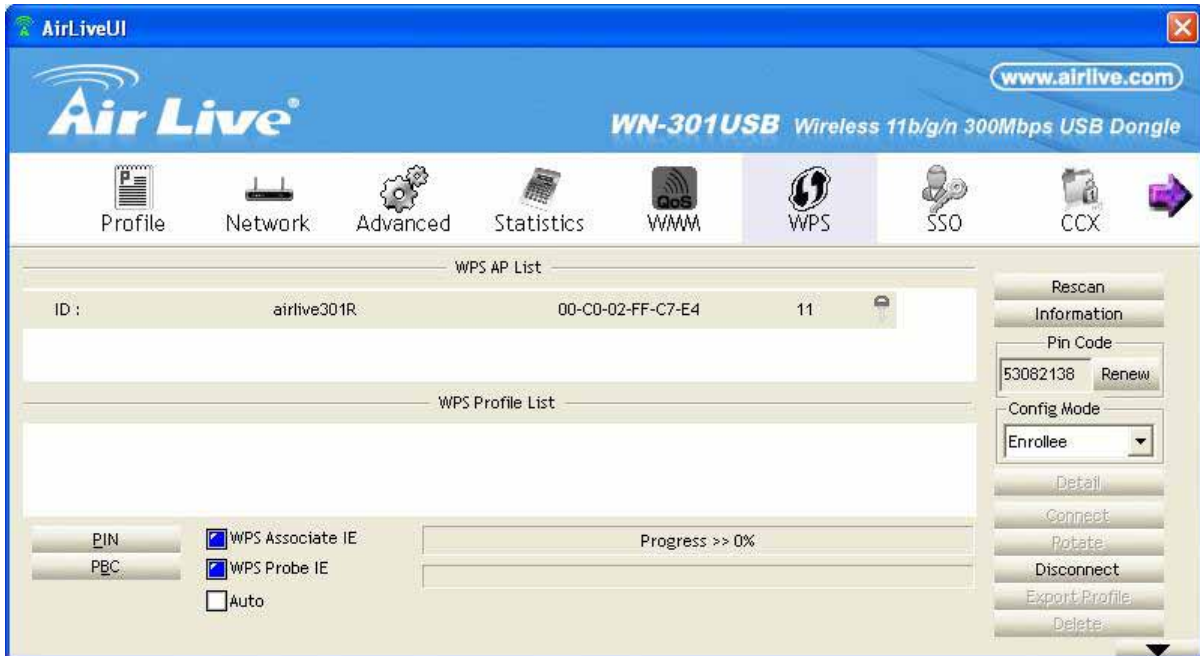 AirLiveUI
www.airlive.com
Air Live®
WN-301USB Wireless 11b/g/n 300Mbps USB Dongle
Profile Network Advanced Statistics QoS WMM WPS SSO CCX
WPS AP List
ID : airlive301R 00-C0-02-FF-C7-E4 11
Rescan
Information
Pin Code
53082138 Renew
WPS Profile List
Config Mode
Enrollee
Detail
Connect
Rotate
Disconnect
Export Profile
Delete
PIN
PBC
WPS Associate IE
WPS Probe IE
Auto
Progress >> 0%